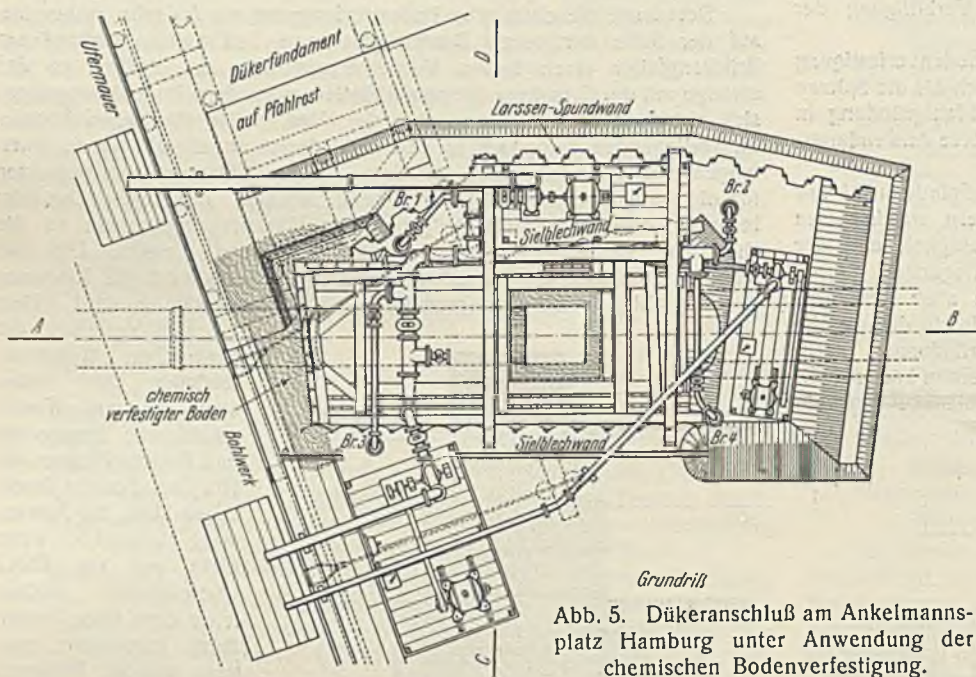 Ufermauer
Dükerfundament
auf Pfahlrost
D
Larssen-Spundwand
Br.1
Br.2
Sielblechwand
A
B
chemisch
verfestigter Boden
Bohlwerk
Br.3
Sielblechwand
Br.4
C
Grundriß
Abb. 5. Dükeranschluß am Ankelmanns-
platz Hamburg unter Anwendung der
chemischen Bodenverfestigung.